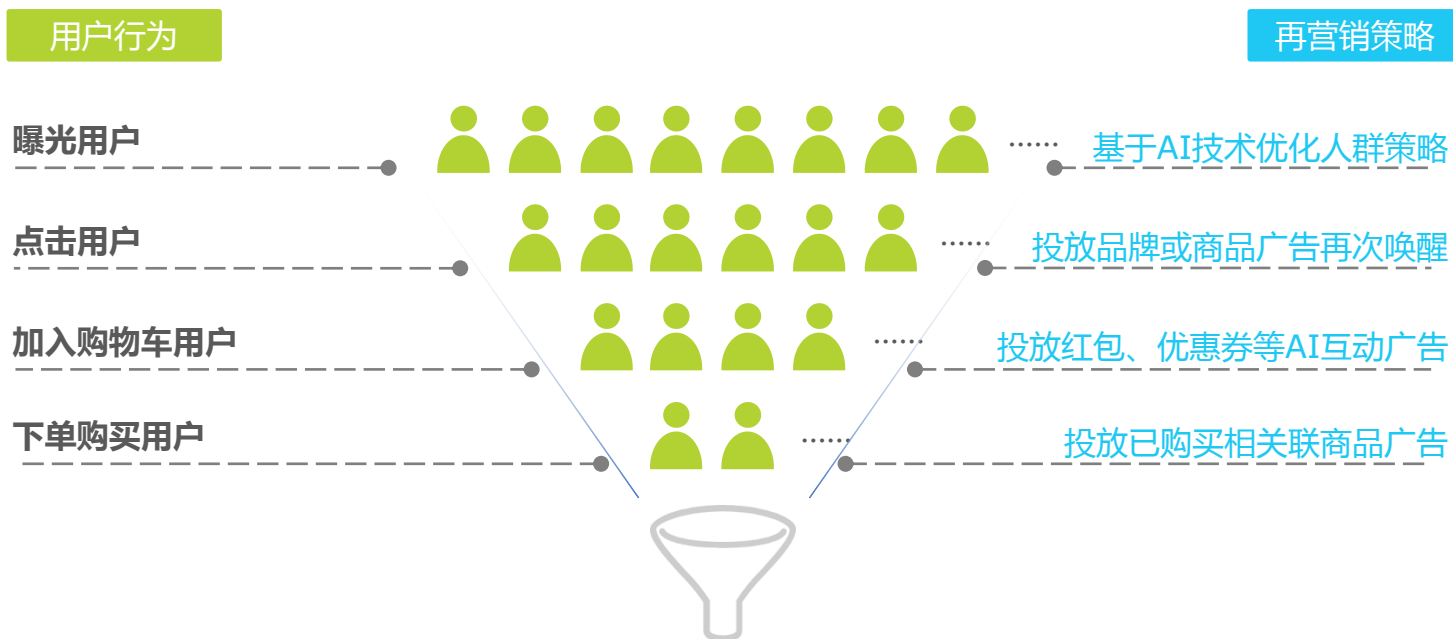 用户行为
再营销策略
曝光用户
基于AI技术优化人群策略
点击用户
投放品牌或商品广告再次唤醒
加入购物车用户
投放红包、优惠券等AI互动广告
下单购买用户
投放已购买相关联商品广告